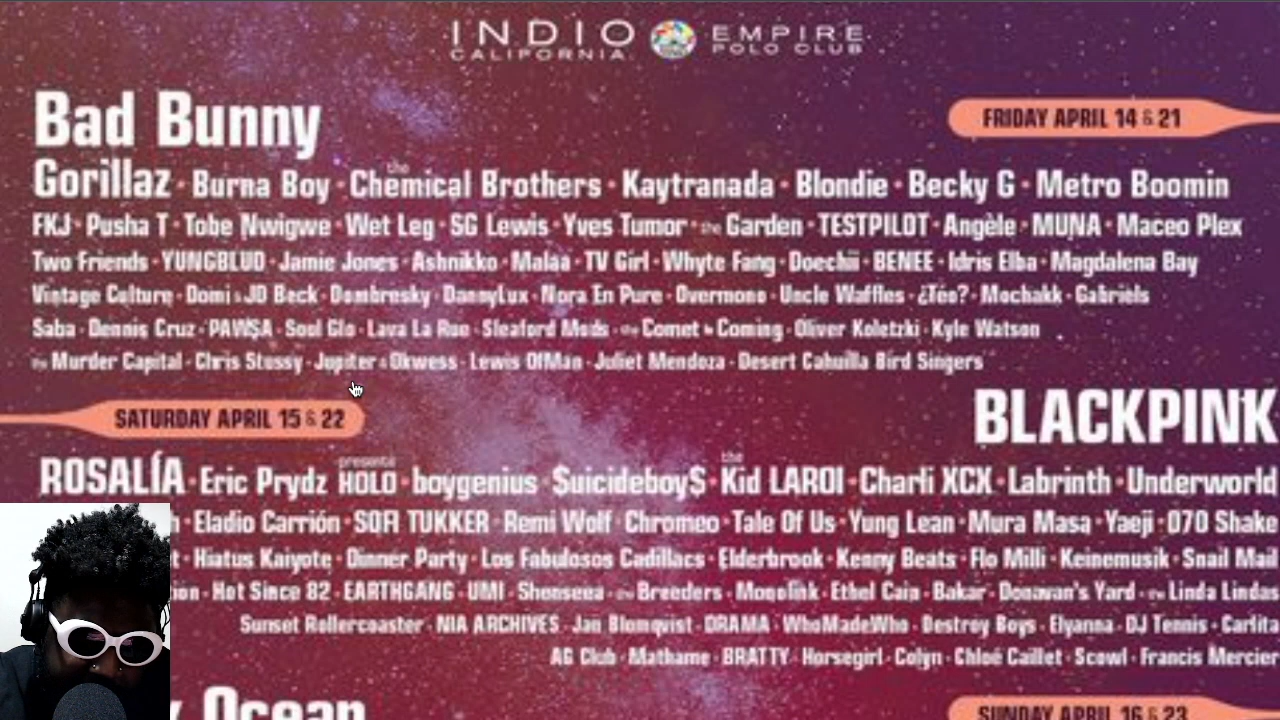 INDIO EMPIRE
CALIFORNIA POLO CLUB
Bad Bunny
FRIDAY APRIL 14 & 21
Gorillaz · Burna Boy · the Chemical Brothers · Kaytranada · Blondie · Becky G · Metro Boomin
FKJ · Pusha T · Tobe Nwigwe · Wet Leg · SG Lewis · Yves Tumor · the Garden · TESTPILOT · Angèle · MUNA · Maceo Plex
Two Friends · YUNGBLUD · Jamie Jones · Ashnikko · Malaa · TV Girl · Whyte Fang · Doechii · BENEE · Idris Elba · Magdalena Bay
Vintage Culture · Domi & JD Beck · Dombresky · DannyLux · Nora En Pure · Overmono · Uncle Waffles · ¿Téo? · Mochakk · Gabriels
Saba · Dennis Cruz · PAWSA · Soul Glo · Lava La Rue · Sleaford Mods · the Comet is Coming · Oliver Koletzki · Kyle Watson
the Murder Capital · Chris Stussy · Jupiter & Okwess · Lewis OfMan · Juliet Mendoza · Desert Cahuilla Bird Singers
SATURDAY APRIL 15 & 22
BLACKPINK
ROSALÍA · Eric Prydz presents HOLO · boygenius · $uicideboy$ · the Kid LAROI · Charli XCX · Labrinth · Underworld
· Eladio Carrión · SOFI TUKKER · Remi Wolf · Chromeo · Tale Of Us · Yung Lean · Mura Masa · Yaeji · 070 Shake
· Hiatus Kaiyote · Dinner Party · Los Fabulosos Cadillacs · Elderbrook · Kenny Beats · Flo Milli · Keinemusik · Snail Mail
· Hot Since 82 · EARTHGANG · UMI · Shenseea · the Breeders · Monolink · Ethel Cain · Bakar · Donavan's Yard · the Linda Lindas
Sunset Rollercoaster · NIA ARCHIVES · Jan Blomqvist · DRAMA · WhoMadeWho · Destroy Boys · Elyanna · DJ Tennis · Carlita
AG Club · Mathame · BRATTY · Horsegirl · Colyn · Chloé Caillet · Scowl · Francis Mercier
Ocean
SUNDAY APRIL 16 & 23